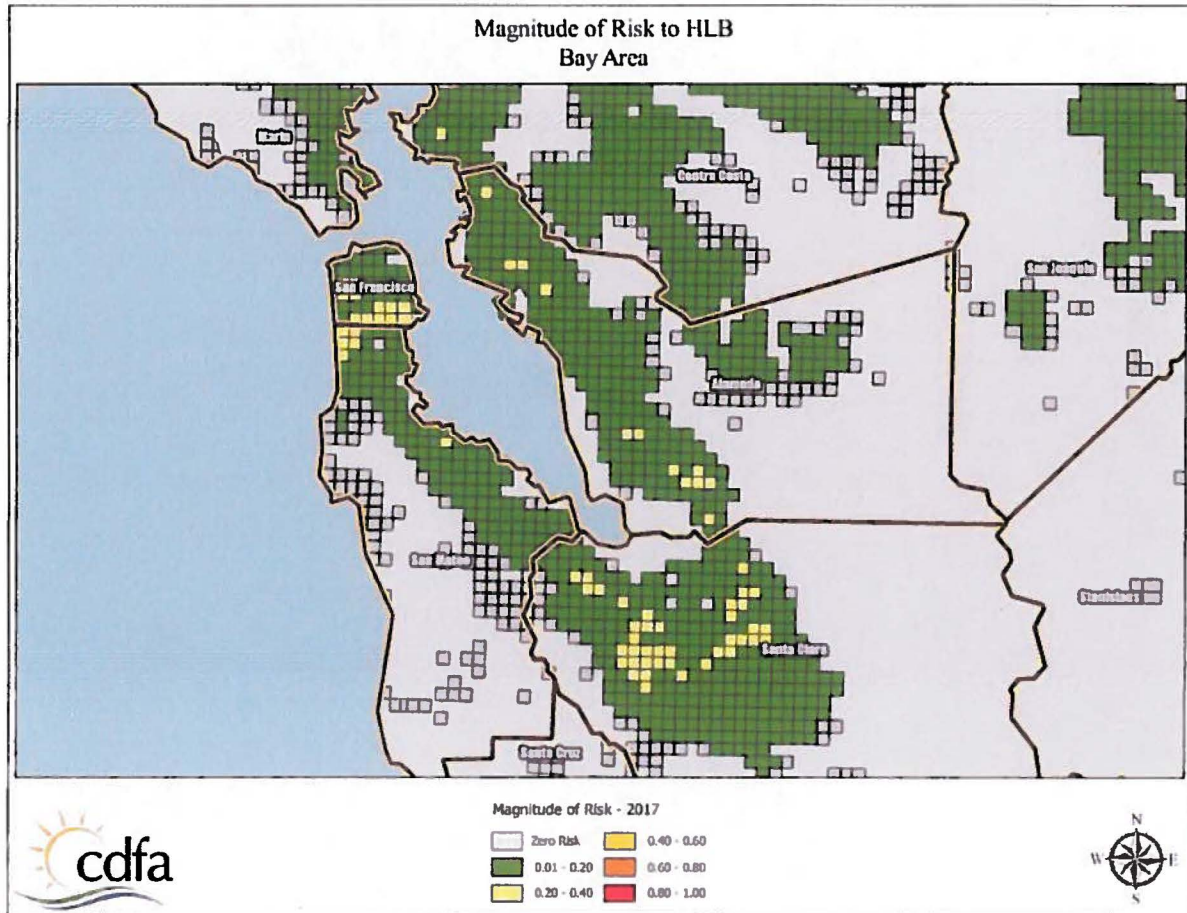 Magnitude of Risk to HLB
Bay Area
Marin
Contra Costa
San Francisco
San Joaquin
Alameda
San Mateo
Stanislaus
Santa Clara
Santa Cruz
Magnitude of Risk - 2017
Zero Risk
0.40 - 0.60
0.01 - 0.20
0.60 - 0.80
0.20 - 0.40
0.80 - 1.00
cdfa
N
W
E
S